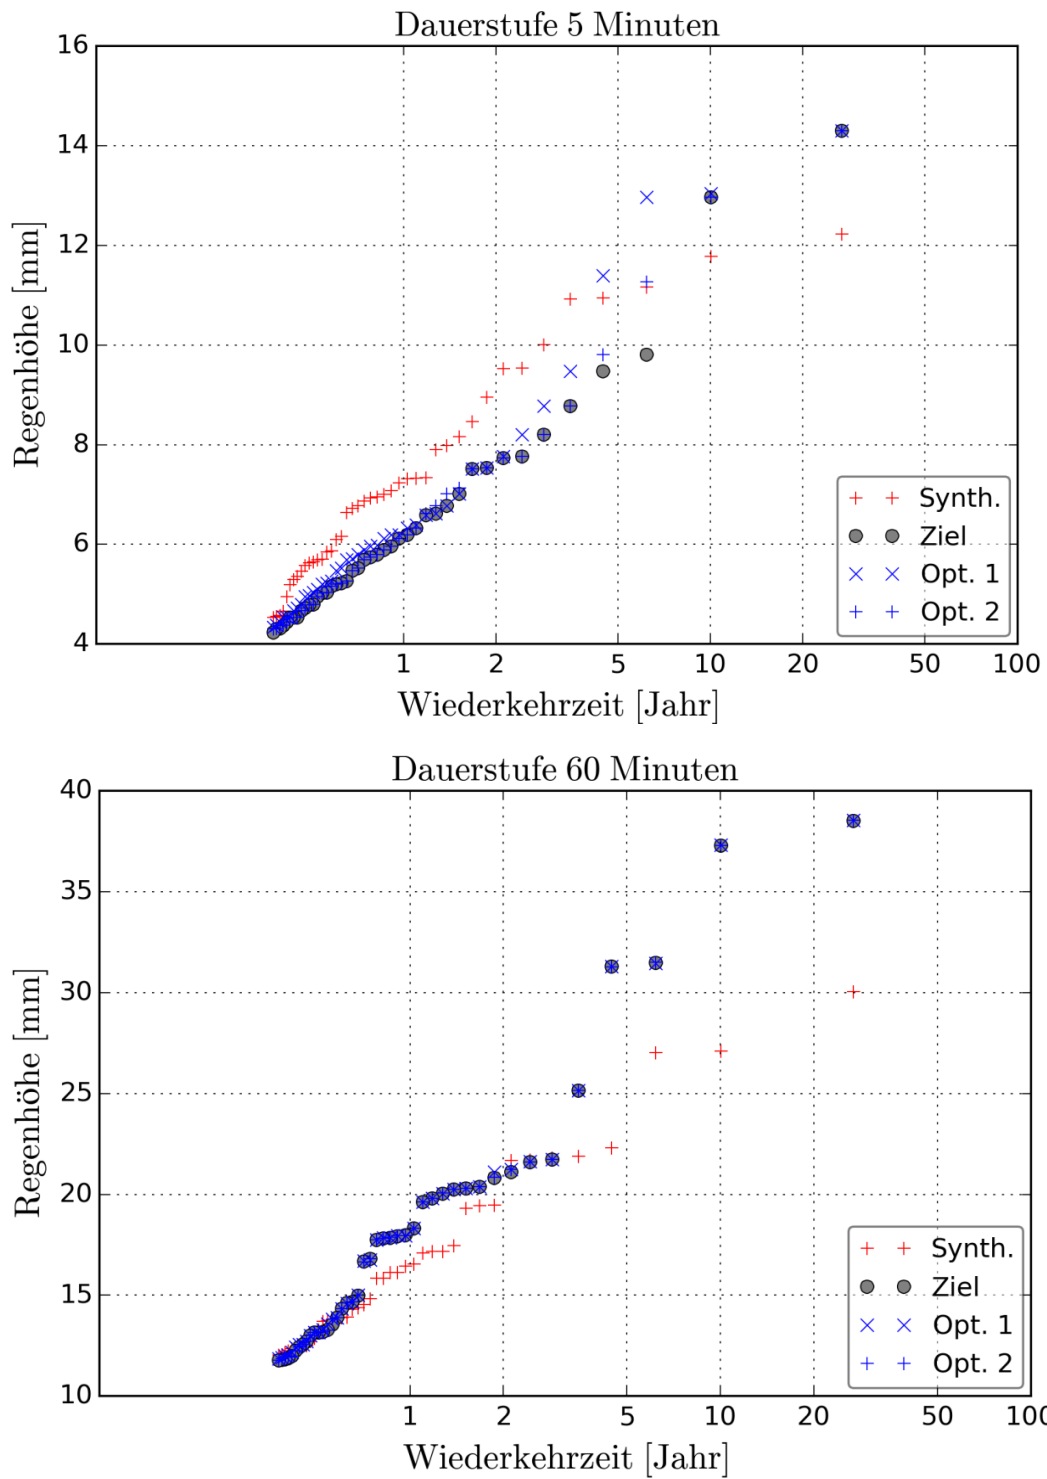 Dauerstufe 5 Minuten
16
14
12
10
8
6
4
Regenhöhe [mm]
Synth.
Ziel
Opt. 1
Opt. 2
1 2 5 10 20 50 100
Wiederkehrzeit [Jahr]
Dauerstufe 60 Minuten
40
35
30
25
20
15
10
Regenhöhe [mm]
Synth.
Ziel
Opt. 1
Opt. 2
1 2 5 10 20 50 100
Wiederkehrzeit [Jahr]